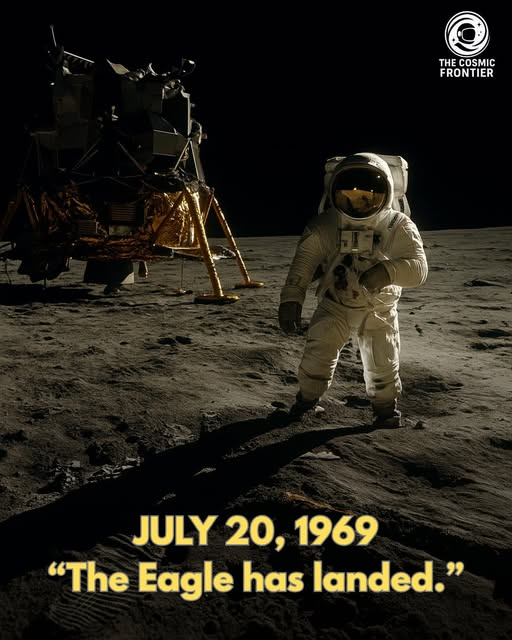 THE COSMIC
FRONTIER
JULY 20, 1969
“The Eagle has landed.”